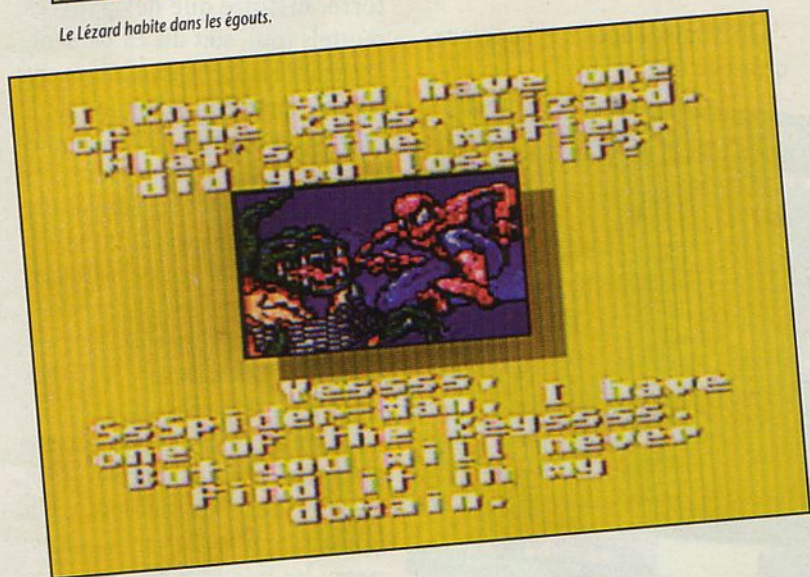 Le Lézard habite dans les égouts.
I know you have one
of the Keys. Lizard.
What's the matter.
did you lose it?
Yessss.
SsSpider-Man. I have
one of the Keyssss.
But you will never
find it in my
domain.